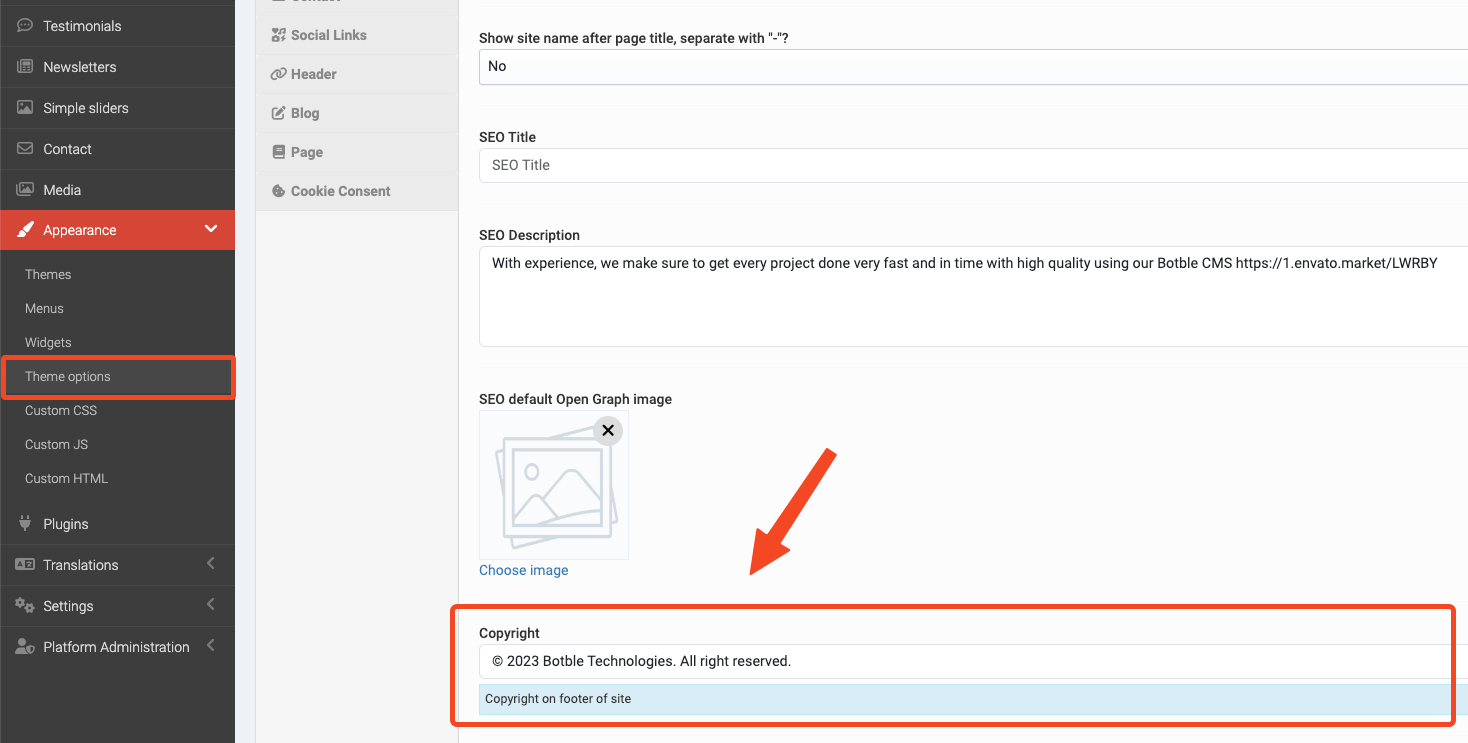 Testimonials
Newsletters
Simple sliders
Contact
Media
Appearance
Themes
Menus
Widgets
Theme options
Custom CSS
Custom JS
Custom HTML
Plugins
Translations
Settings
Platform Administration
Social Links
Header
Blog
Page
Cookie Consent
Show site name after page title, separate with "-"?
No
SEO Title
SEO Title
SEO Description
With experience, we make sure to get every project done very fast and in time with high quality using our Botble CMS https://1.envato.market/LWRBY
SEO default Open Graph image
Choose image
Copyright
© 2023 Botble Technologies. All right reserved.
Copyright on footer of site